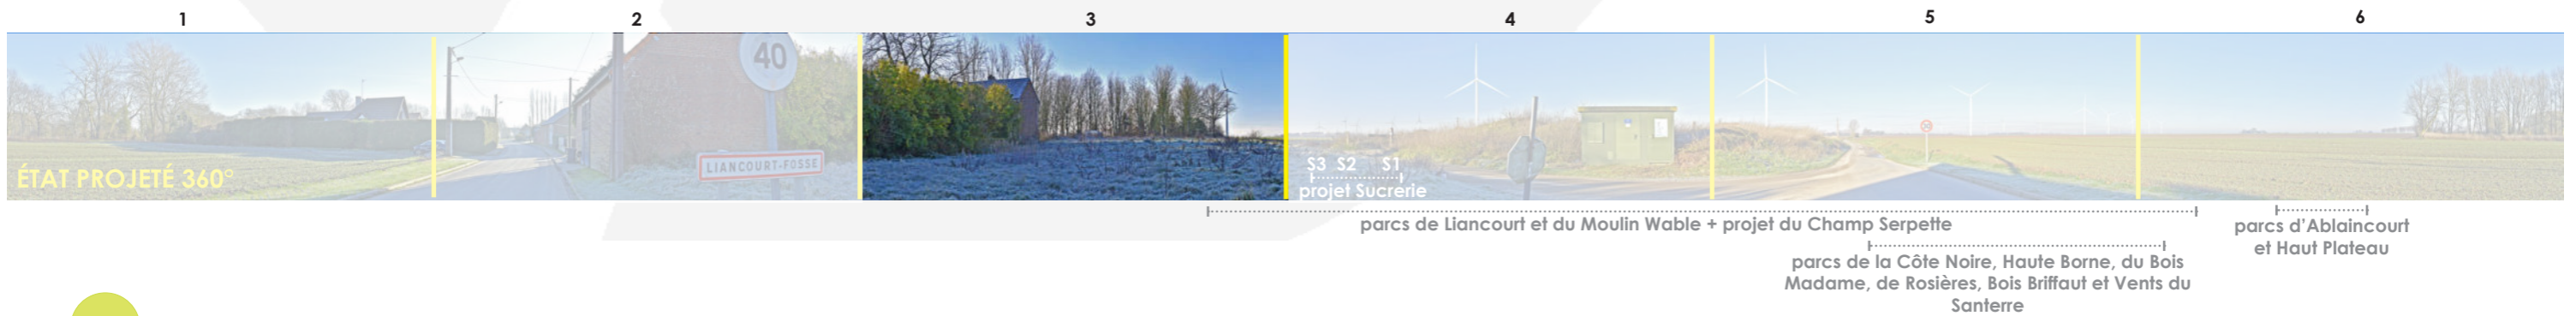 1 2 3 4 5 6
40
LIANCOURT-FOSSE
ÉTAT PROJETÉ 360°
S3 S2 S1
projet Sucrerie
parcs de Liancourt et du Moulin Wable + projet du Champ Serpette
parcs d'Ablaincourt
et Haut Plateau
parcs de la Côte Noire, Haute Borne, du Bois
Madame, de Rosières, Bois Briffaut et Vents du
Santerre